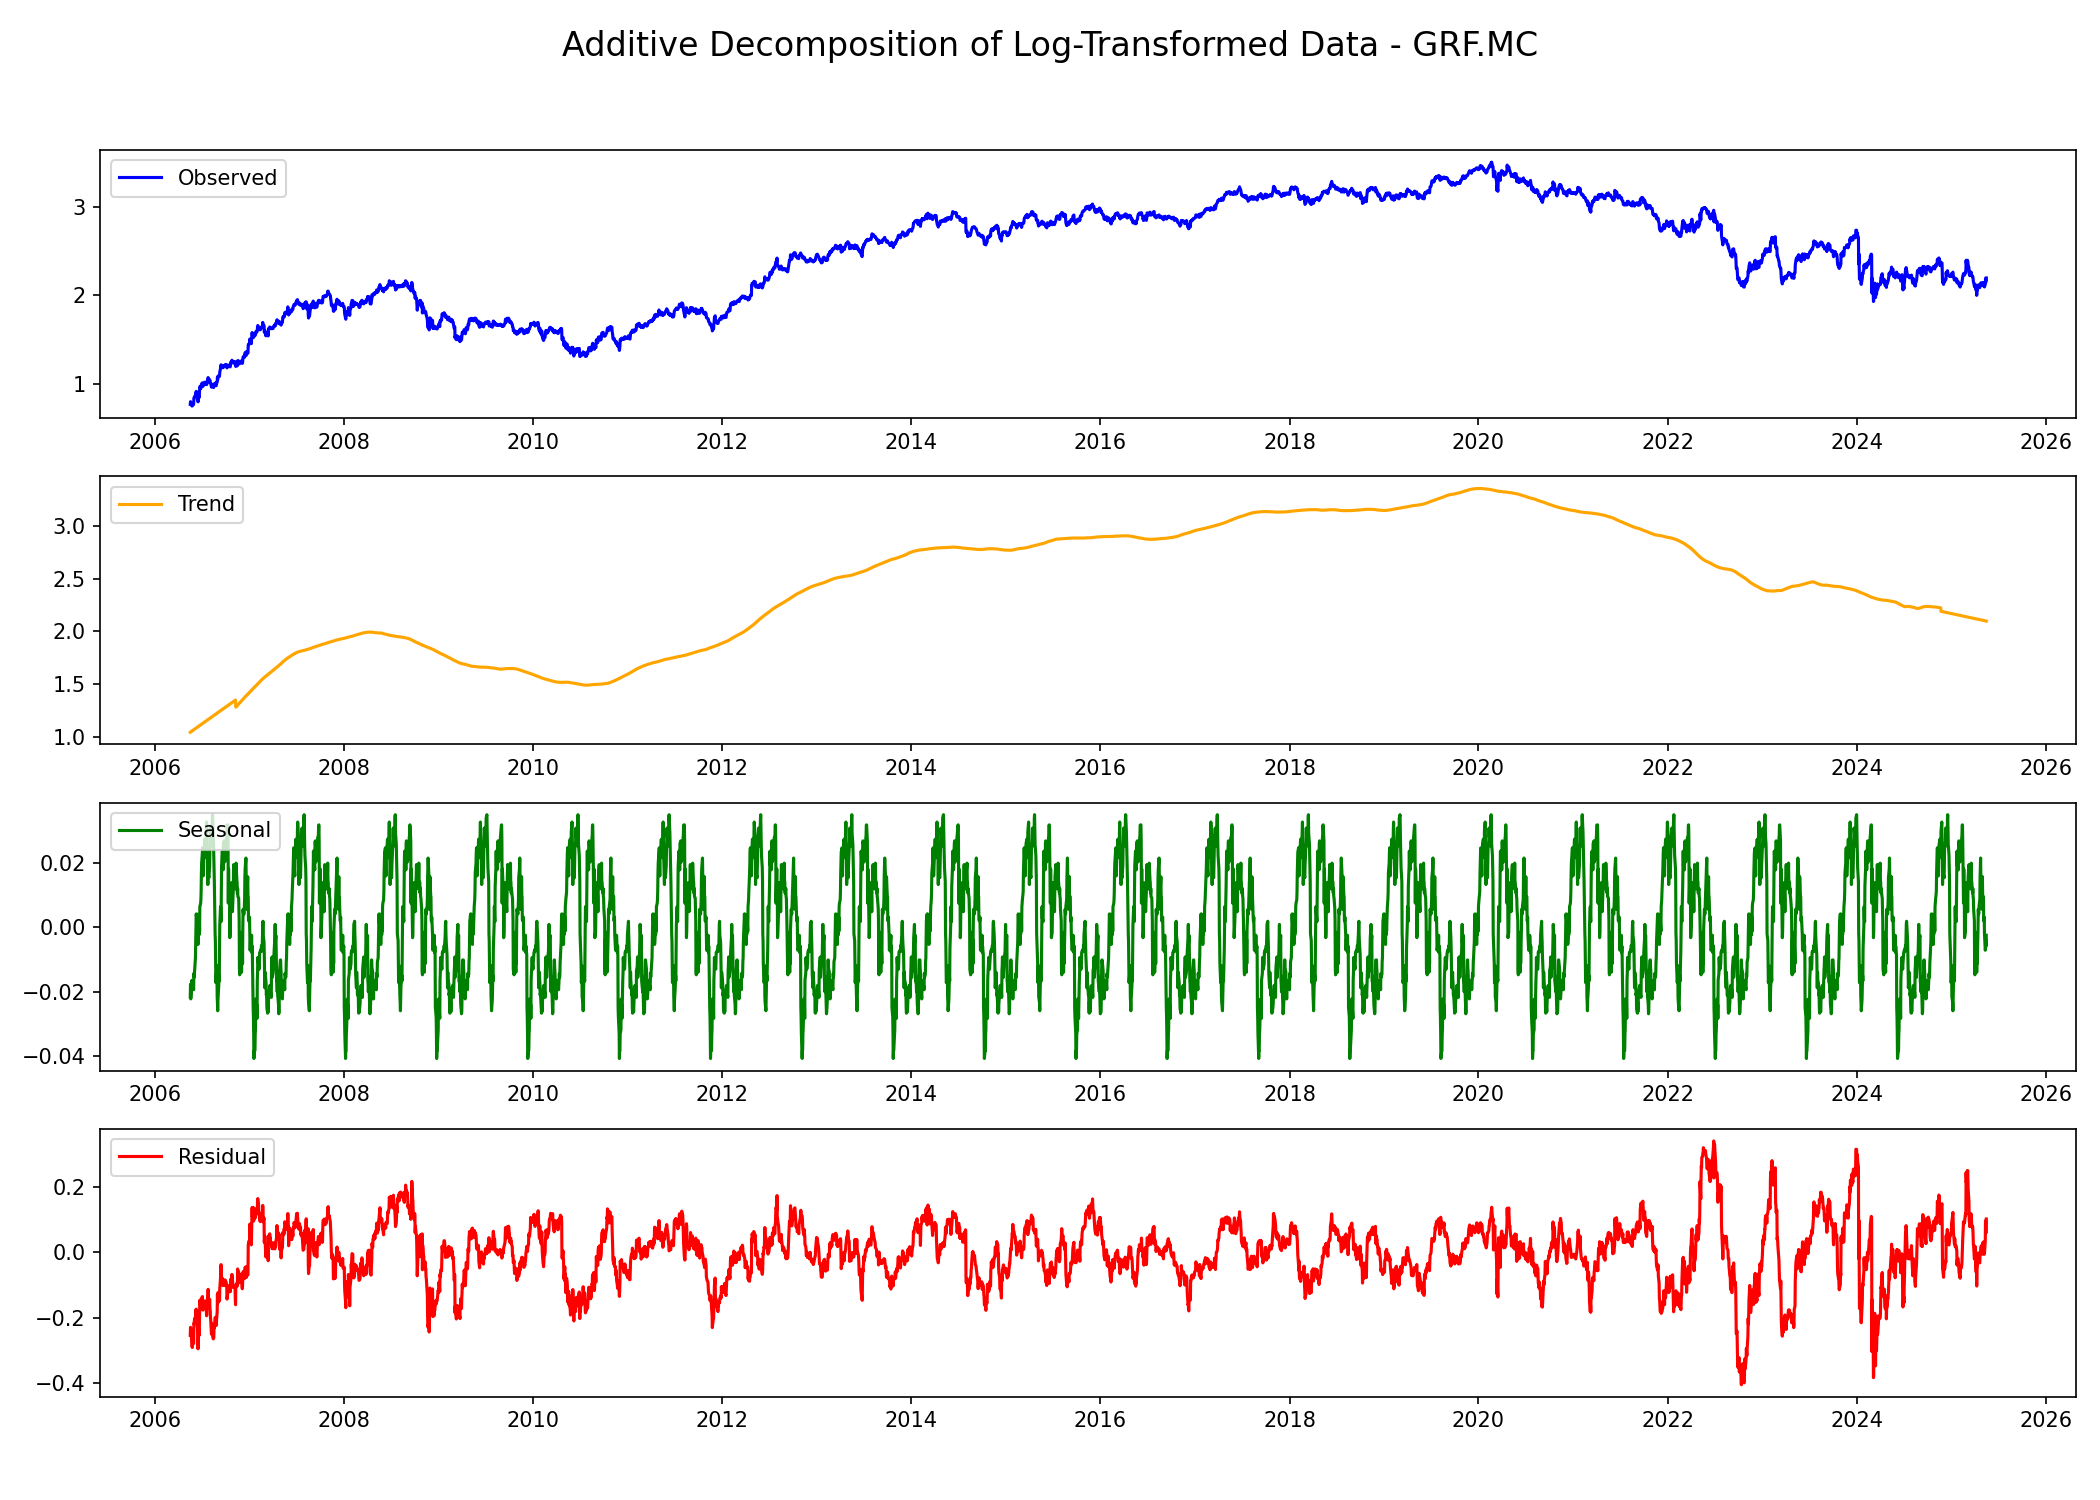 Additive Decomposition of Log-Transformed Data - GRF.MC
Observed
3
2
1
2006 2008 2010 2012 2014 2016 2018 2020 2022 2024 2026
Trend
3.0
2.5
2.0
1.5
1.0
2006 2008 2010 2012 2014 2016 2018 2020 2022 2024 2026
Seasonal
0.02
0.00
−0.02
−0.04
2006 2008 2010 2012 2014 2016 2018 2020 2022 2024 2026
Residual
0.2
0.0
−0.2
−0.4
2006 2008 2010 2012 2014 2016 2018 2020 2022 2024 2026